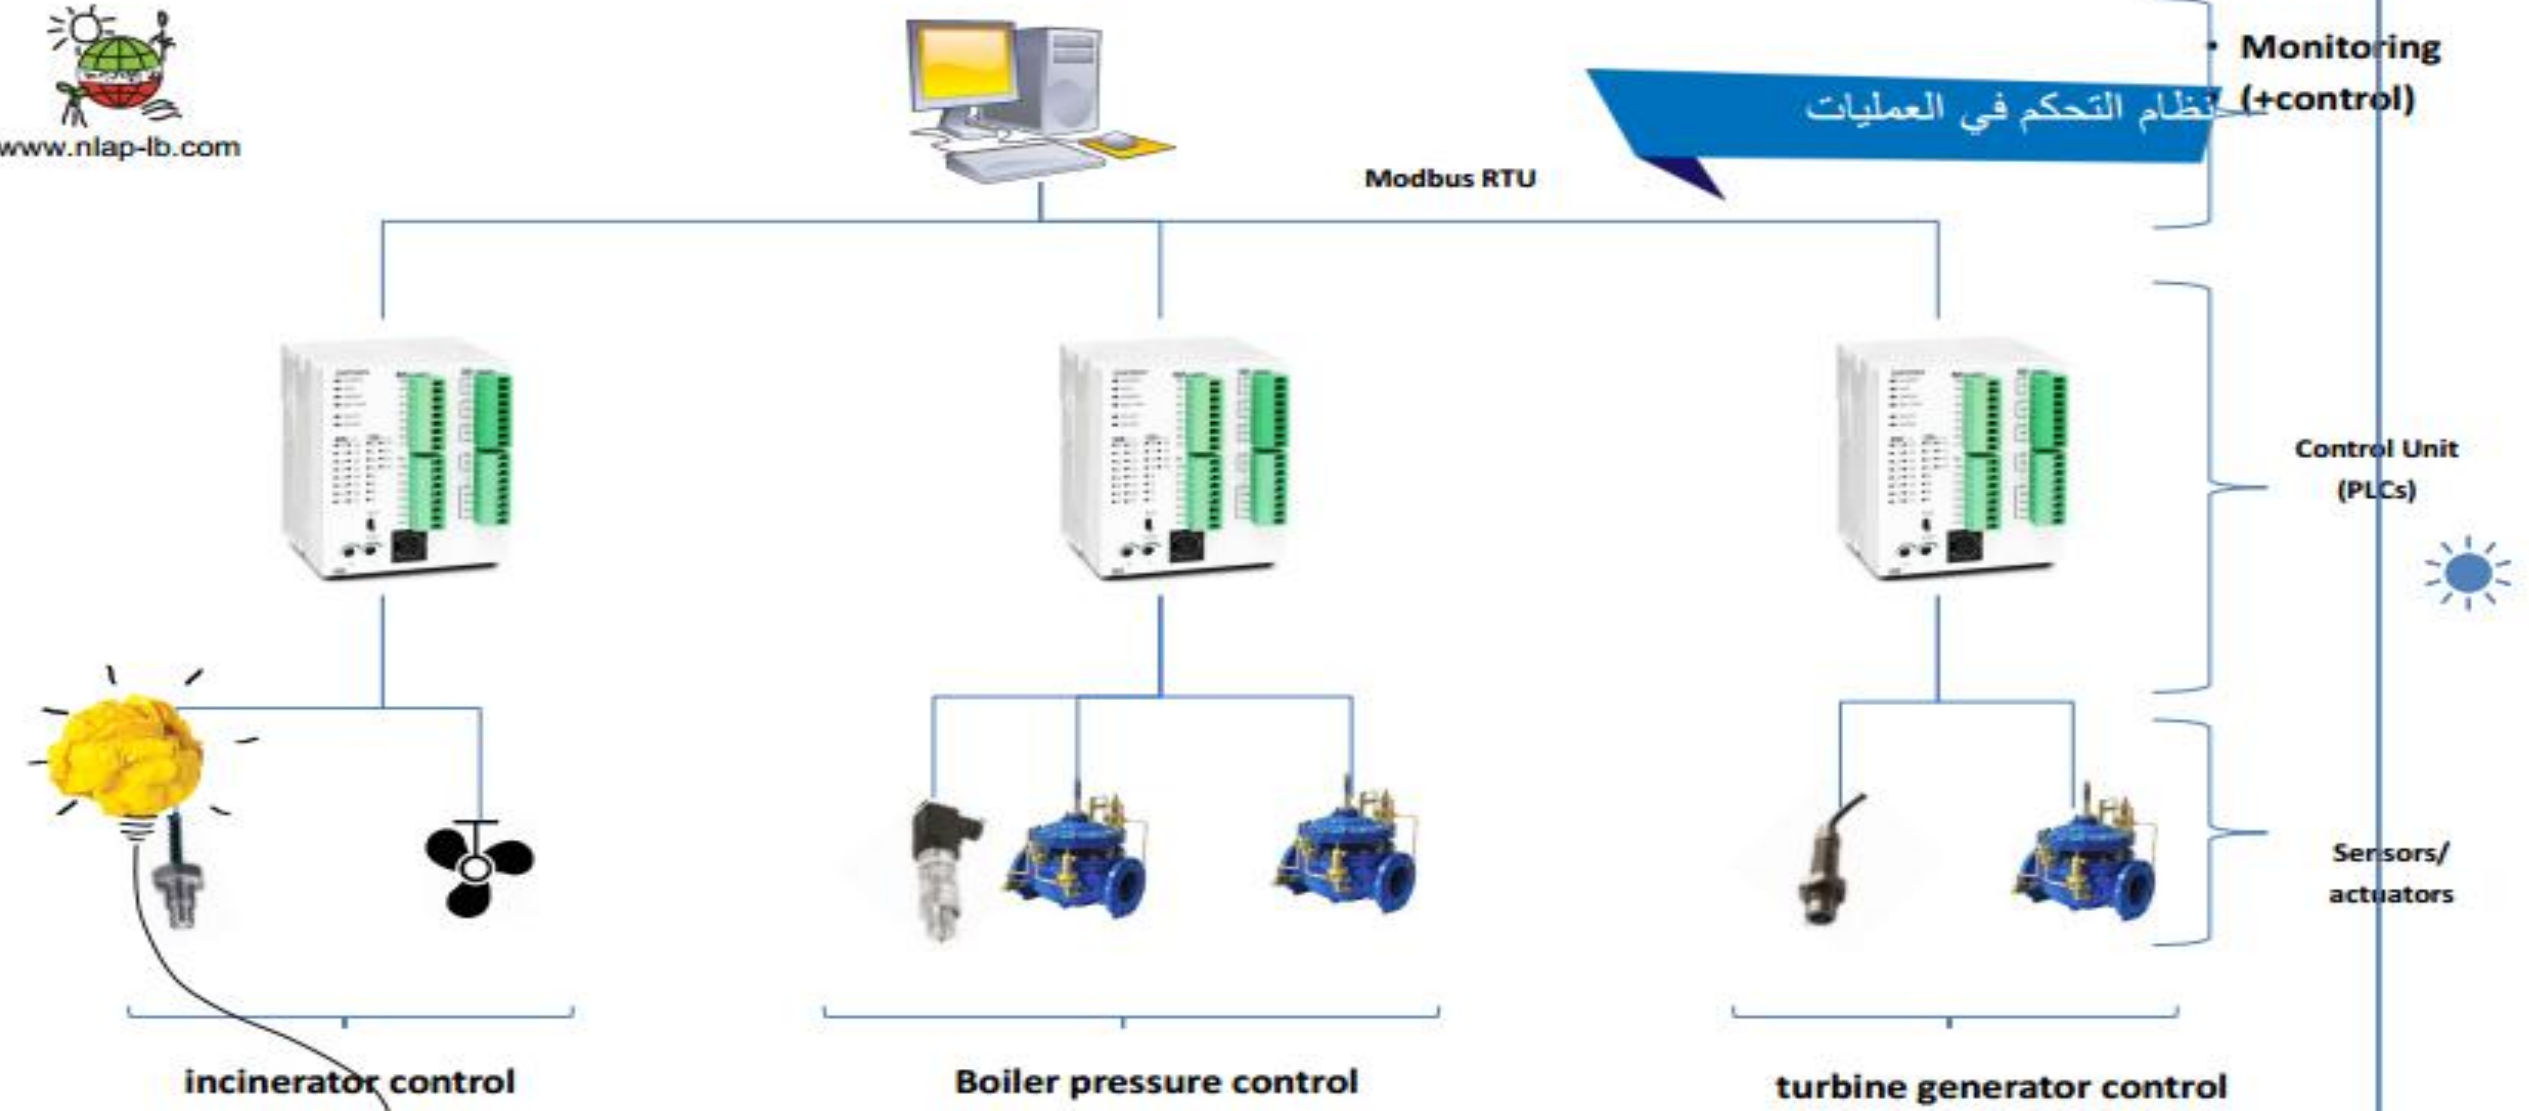 www.nlap-lb.com
• Monitoring
• (+control)
نظام التحكم في العمليات
Modbus RTU
Control Unit
(PLCs)
Sensors/
actuators
incinerator control
Boiler pressure control
turbine generator control